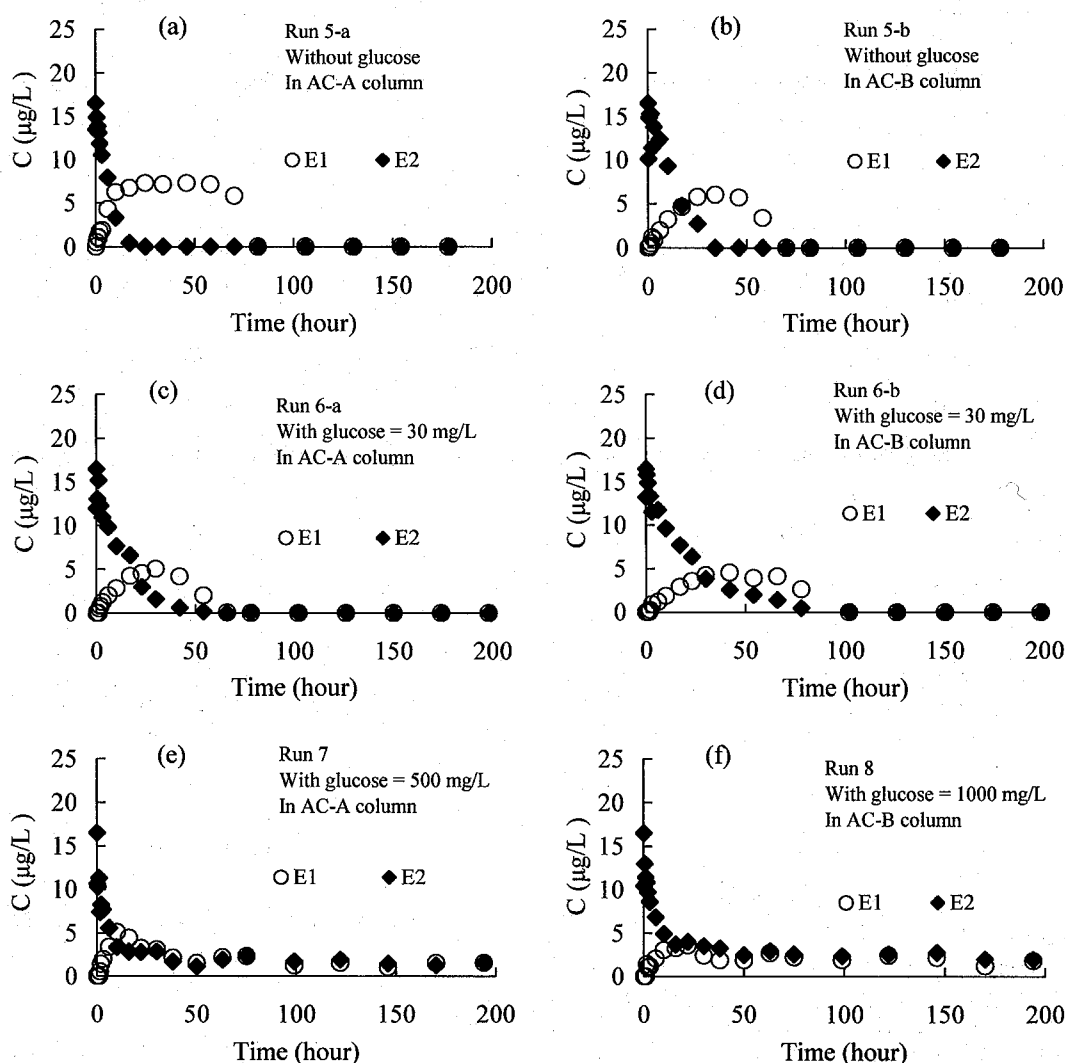 (a)
Run 5-a
Without glucose
In AC-A column
C (μg/L)
25
20
15
10
5
0
E1
E2
0
50
100
150
200
Time (hour)
(b)
Run 5-b
Without glucose
In AC-B column
C (μg/L)
25
20
15
10
5
0
E1
E2
0
50
100
150
200
Time (hour)
(c)
Run 6-a
With glucose = 30 mg/L
In AC-A column
C (μg/L)
25
20
15
10
5
0
E1
E2
0
50
100
150
200
Time (hour)
(d)
Run 6-b
With glucose = 30 mg/L
In AC-B column
C (μg/L)
25
20
15
10
5
0
E1
E2
0
50
100
150
200
Time (hour)
(e)
Run 7
With glucose = 500 mg/L
In AC-A column
C (μg/L)
25
20
15
10
5
0
E1
E2
0
50
100
150
200
Time (hour)
(f)
Run 8
With glucose = 1000 mg/L
In AC-B column
C (μg/L)
25
20
15
10
5
0
E1
E2
0
50
100
150
200
Time (hour)